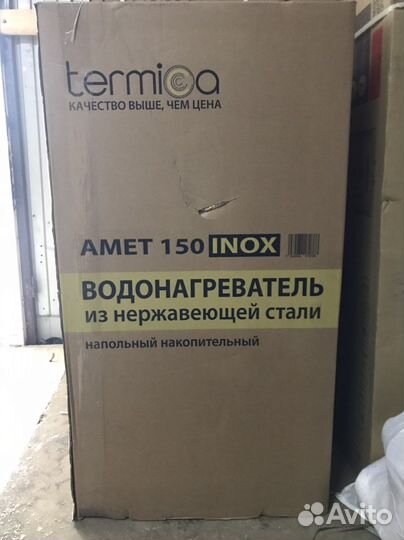 termica
КАЧЕСТВО ВЫШЕ, ЧЕМ ЦЕНА
AMET 150 INOX
ВОДОНАГРЕВАТЕЛЬ
из нержавеющей стали
напольный накопительный
Avito